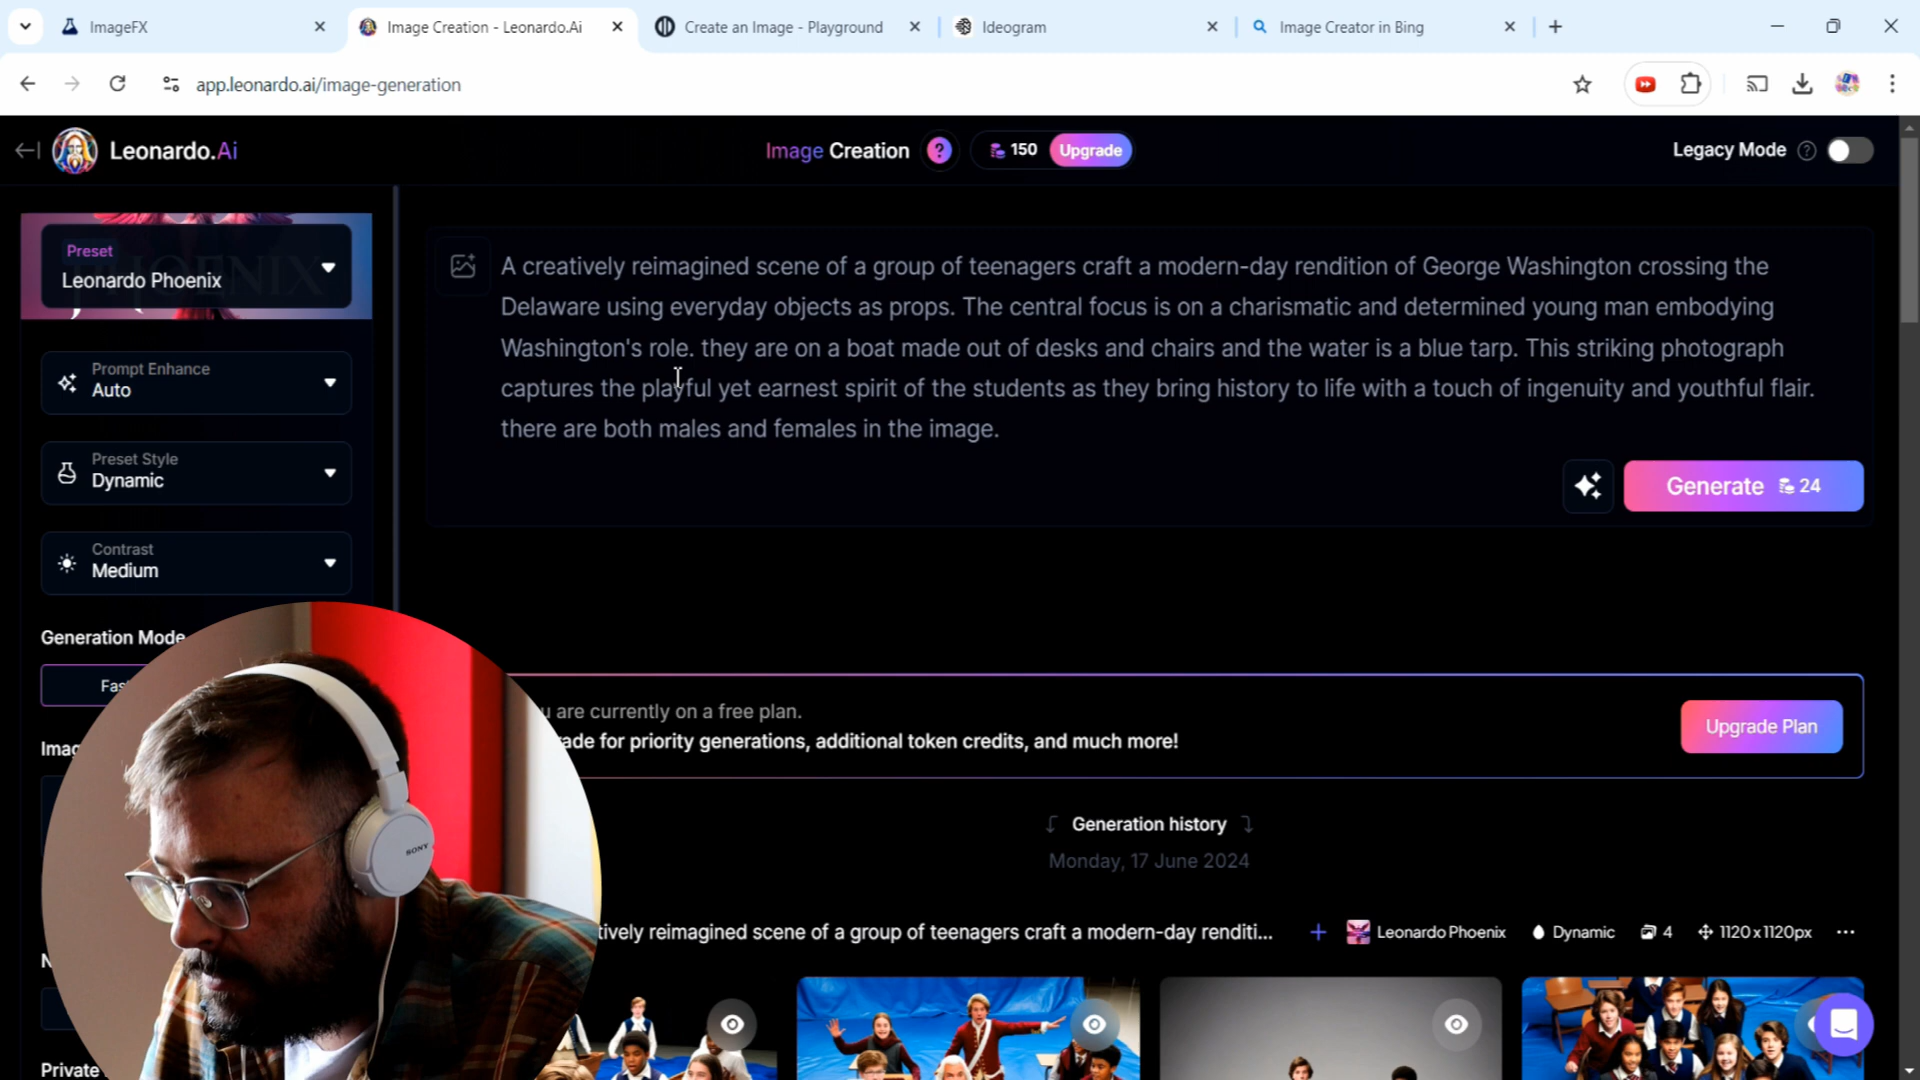 ImageFX
Image Creation - Leonardo.Ai
Create an Image - Playground
Ideogram
Image Creator in Bing
app.leonardo.ai/image-generation
Leonardo.Ai
Image Creation
?
150
Upgrade
Legacy Mode
?
Preset
Leonardo Phoenix
Prompt Enhance
Auto
Preset Style
Dynamic
Contrast
Medium
Generation Mode
Fas
Imag
N
Private
A creatively reimagined scene of a group of teenagers craft a modern-day rendition of George Washington crossing the
Delaware using everyday objects as props. The central focus is on a charismatic and determined young man embodying
Washington's role. they are on a boat made out of desks and chairs and the water is a blue tarp. This striking photograph
captures the playful yet earnest spirit of the students as they bring history to life with a touch of ingenuity and youthful flair.
there are both males and females in the image.
Generate 24
are currently on a free plan.
ade for priority generations, additional token credits, and much more!
Upgrade Plan
Generation history
Monday, 17 June 2024
tively reimagined scene of a group of teenagers craft a modern-day renditi...
Leonardo Phoenix
Dynamic
4
1120x1120px
SONY